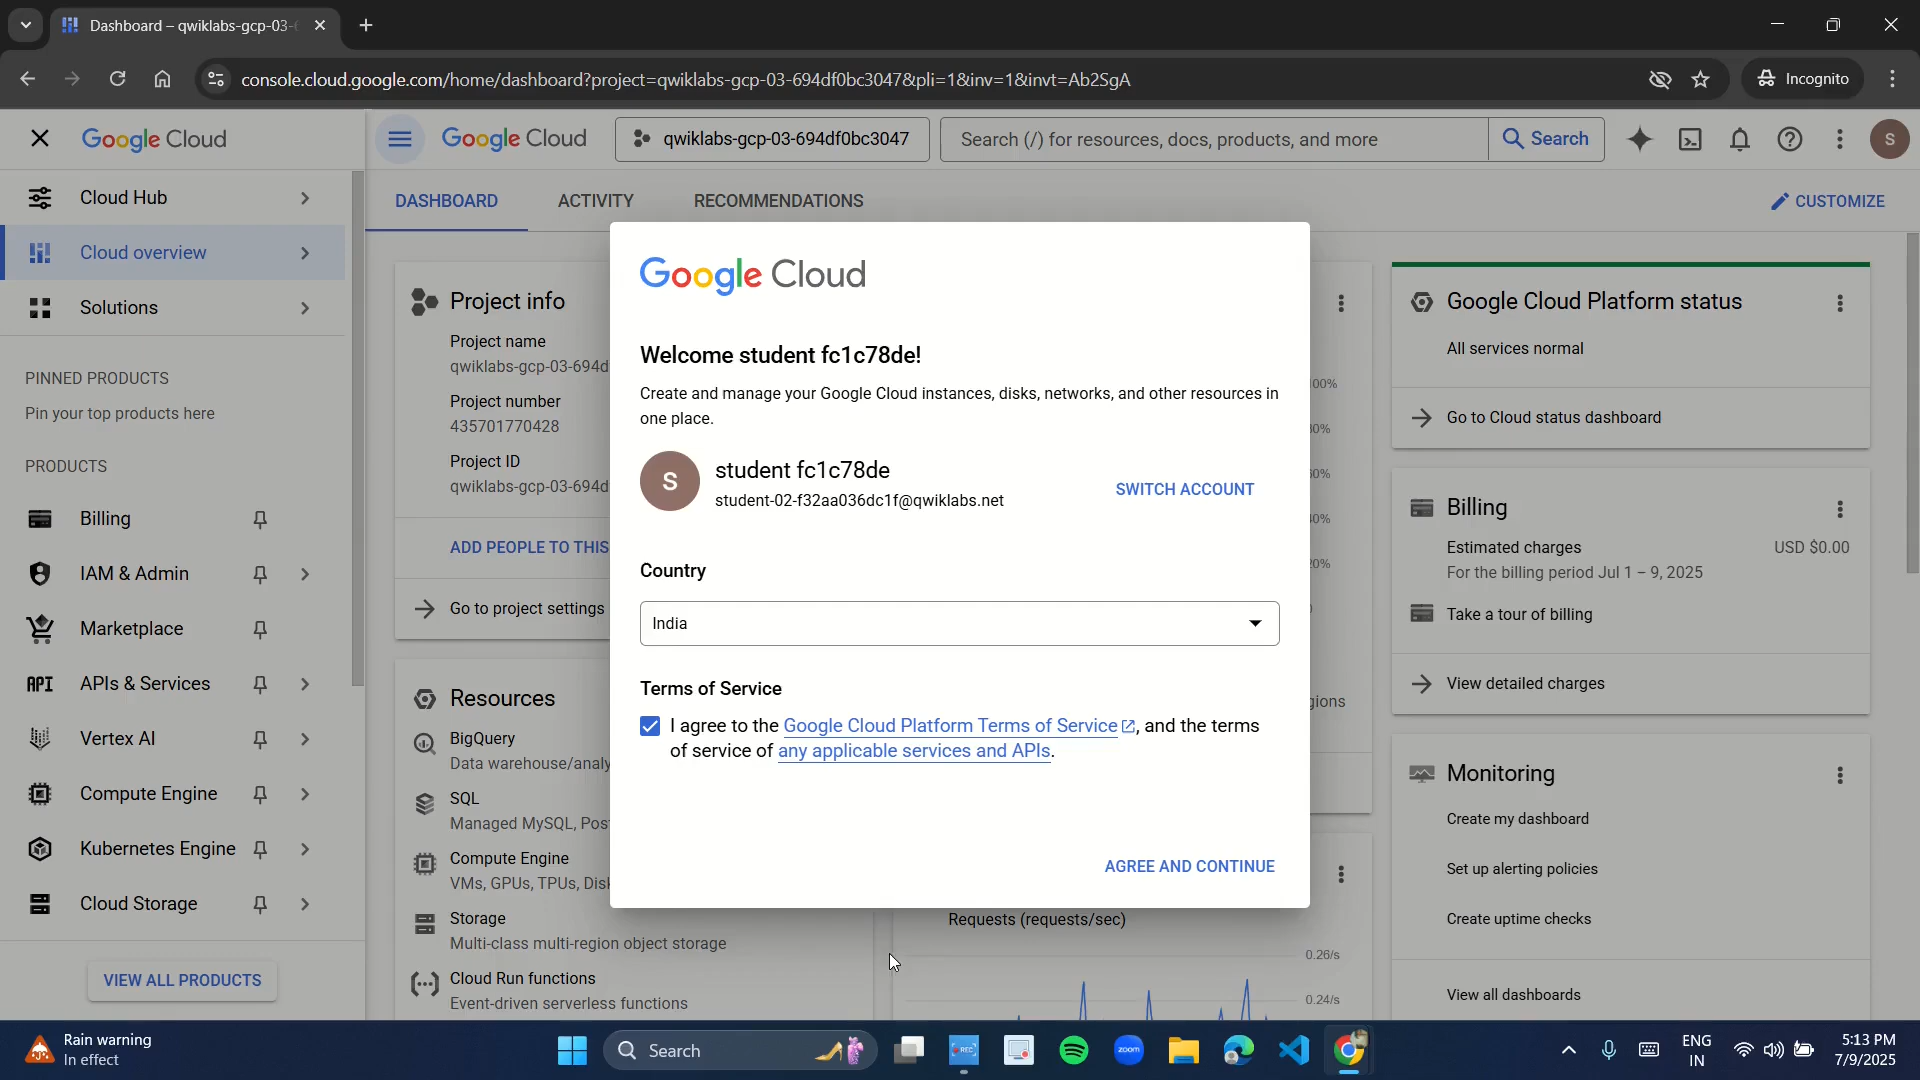 Dashboard – qwiklabs-gcp-03-
console.cloud.google.com/home/dashboard?project=qwiklabs-gcp-03-694df0bc3047&pli=1&inv=1&invt=Ab2SgA
Incognito
Google Cloud
Google Cloud
qwiklabs-gcp-03-694df0bc3047
Search (/) for resources, docs, products, and more
Search
S
Cloud Hub
Cloud overview
Solutions
PINNED PRODUCTS
Pin your top products here
PRODUCTS
Billing
IAM & Admin
Marketplace
API APIs & Services
Vertex AI
Compute Engine
Kubernetes Engine
Cloud Storage
VIEW ALL PRODUCTS
DASHBOARD
ACTIVITY
RECOMMENDATIONS
CUSTOMIZE
Project info
Project name
qwiklabs-gcp-03-694d
Project number
435701770428
Project ID
qwiklabs-gcp-03-694d
ADD PEOPLE TO THIS
Go to project settings
Resources
BigQuery
Data warehouse/analy
SQL
Managed MySQL, Pos
Compute Engine
VMs, GPUs, TPUs, Disk
Storage
Multi-class multi-region object storage
Cloud Run functions
Event-driven serverless functions
Google Cloud
Welcome student fc1c78de!
Create and manage your Google Cloud instances, disks, networks, and other resources in
one place.
S
student fc1c78de
student-02-f32aa036dc1f@qwiklabs.net
SWITCH ACCOUNT
Country
India
Terms of Service
I agree to the Google Cloud Platform Terms of Service, and the terms
of service of any applicable services and APIs.
AGREE AND CONTINUE
Requests (requests/sec)
0.26/s
0.24/s
Google Cloud Platform status
All services normal
Go to Cloud status dashboard
Billing
Estimated charges
USD $0.00
For the billing period Jul 1 – 9, 2025
Take a tour of billing
View detailed charges
Monitoring
Create my dashboard
Set up alerting policies
Create uptime checks
View all dashboards
Rain warning
In effect
Search
REC
zoom
ENG
IN
5:13 PM
7/9/2025